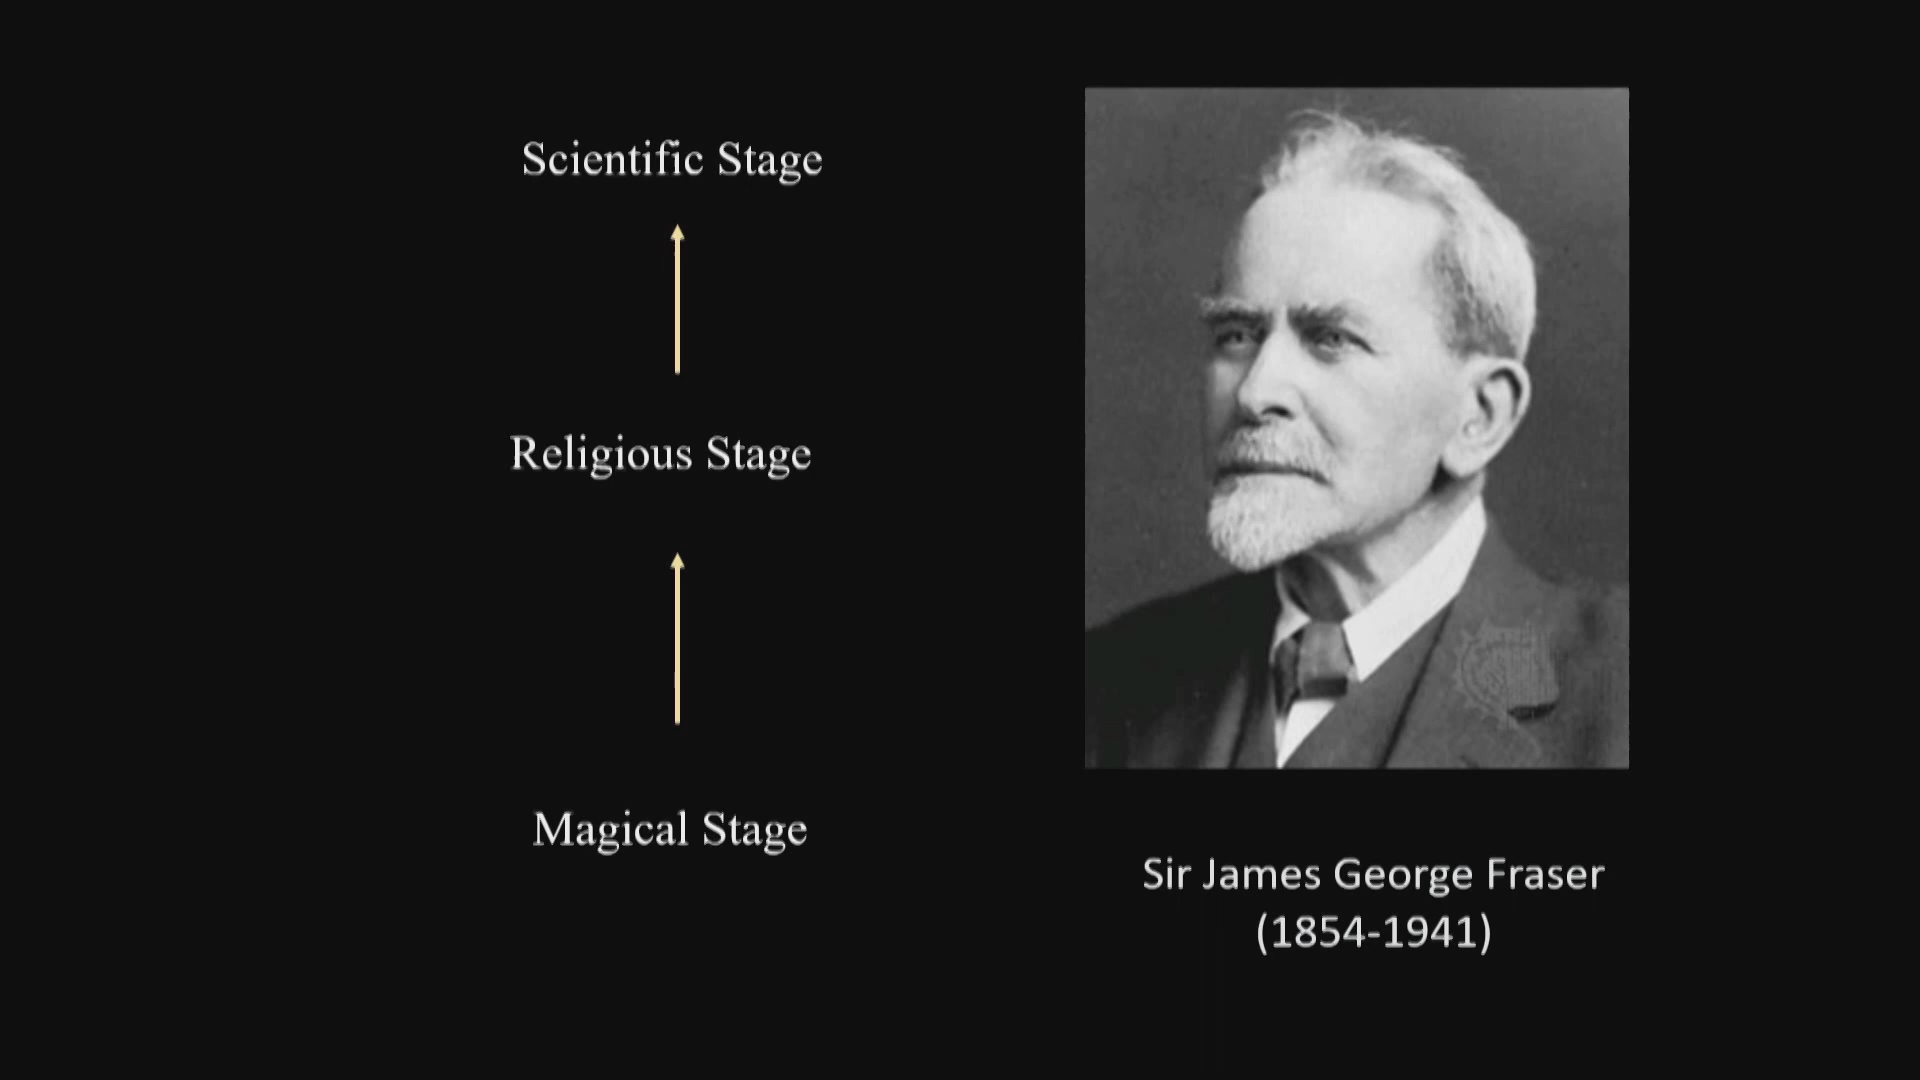 Scientific Stage
Religious Stage
Magical Stage
Sir James George Fraser
(1854-1941)